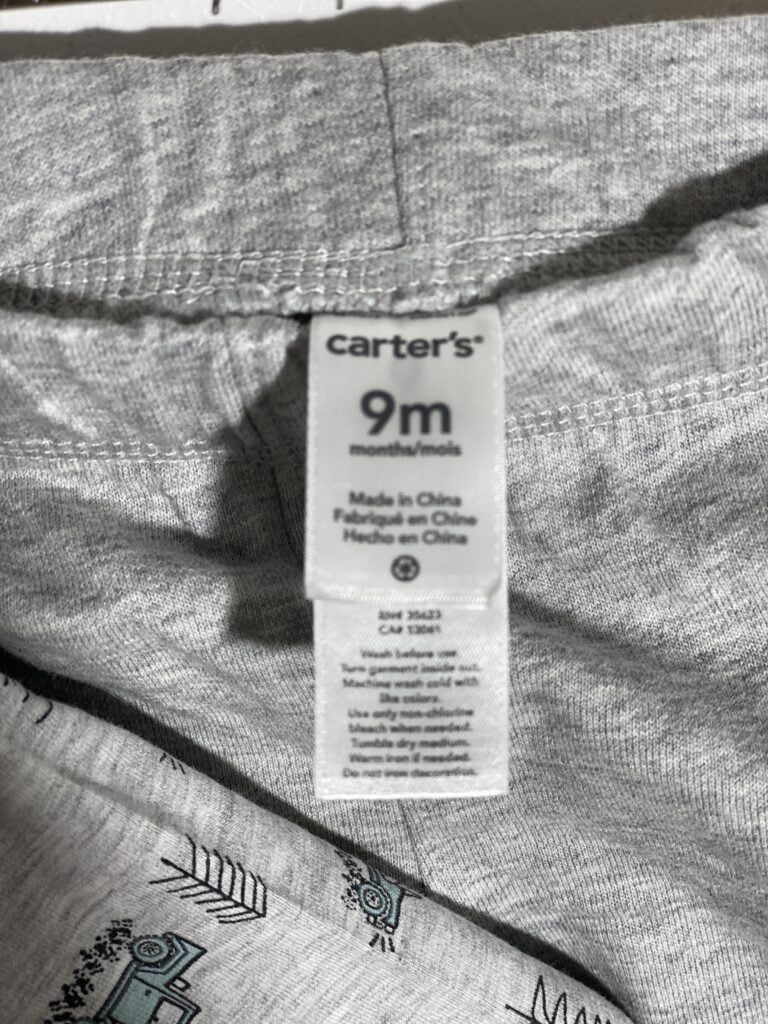 carter's®
9m
months/mois
Made in China
Fabriqué en Chine
Hecho en China
CA# 13061
Wash before use.
Turn garment inside out.
Machine wash cold with
like colors.
Use only non-chlorine
bleach when needed.
Tumble dry medium.
Warm iron if needed.
Do not iron decoration.